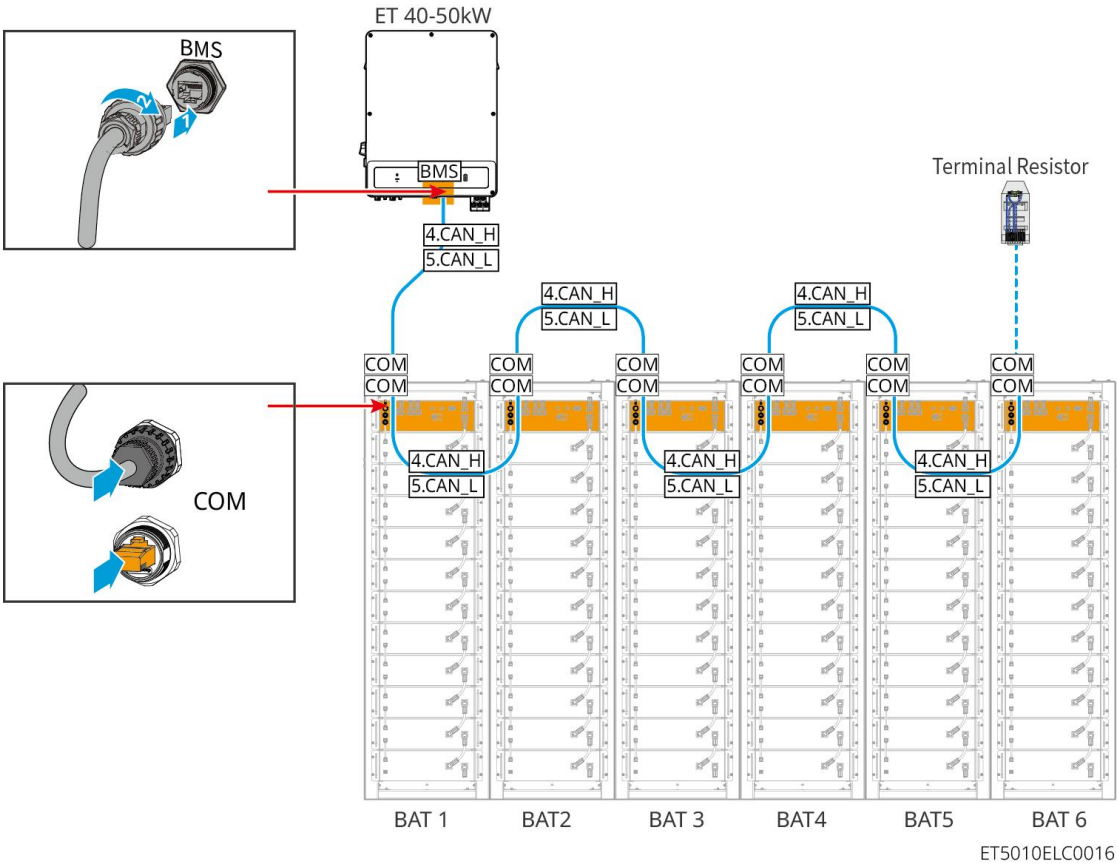 ET 40-50kW
BMS
2
1
BMS
Terminal Resistor
4.CAN_H
5.CAN_L
4.CAN_H
5.CAN_L
4.CAN_H
5.CAN_L
COM COM COM COM COM COM
COM COM COM COM COM COM
4.CAN_H
5.CAN_L
4.CAN_H
5.CAN_L
4.CAN_H
5.CAN_L
COM
BAT 1 BAT2 BAT 3 BAT4 BAT5 BAT 6
ET5010ELC0016